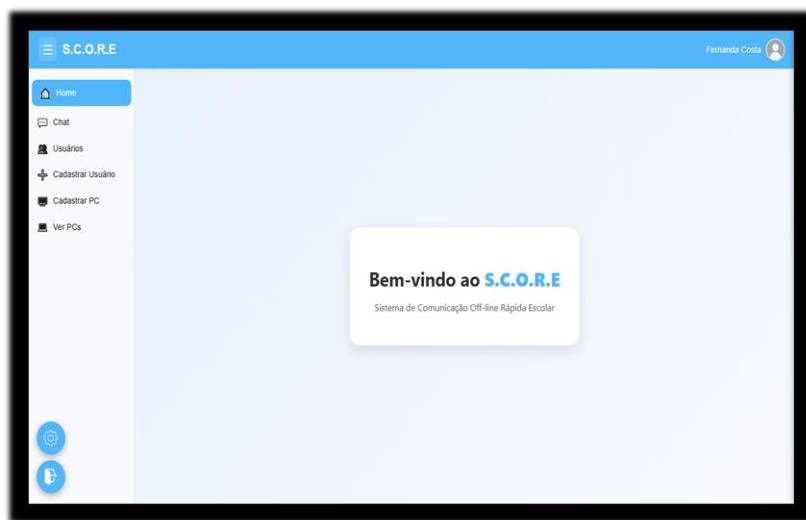 S.C.O.R.E
Fernanda Costa
Home
Chat
Usuários
Cadastrar Usuário
Cadastrar PC
Ver PCs
Bem-vindo ao S.C.O.R.E
Sistema de Comunicação Off-line Rápida Escolar